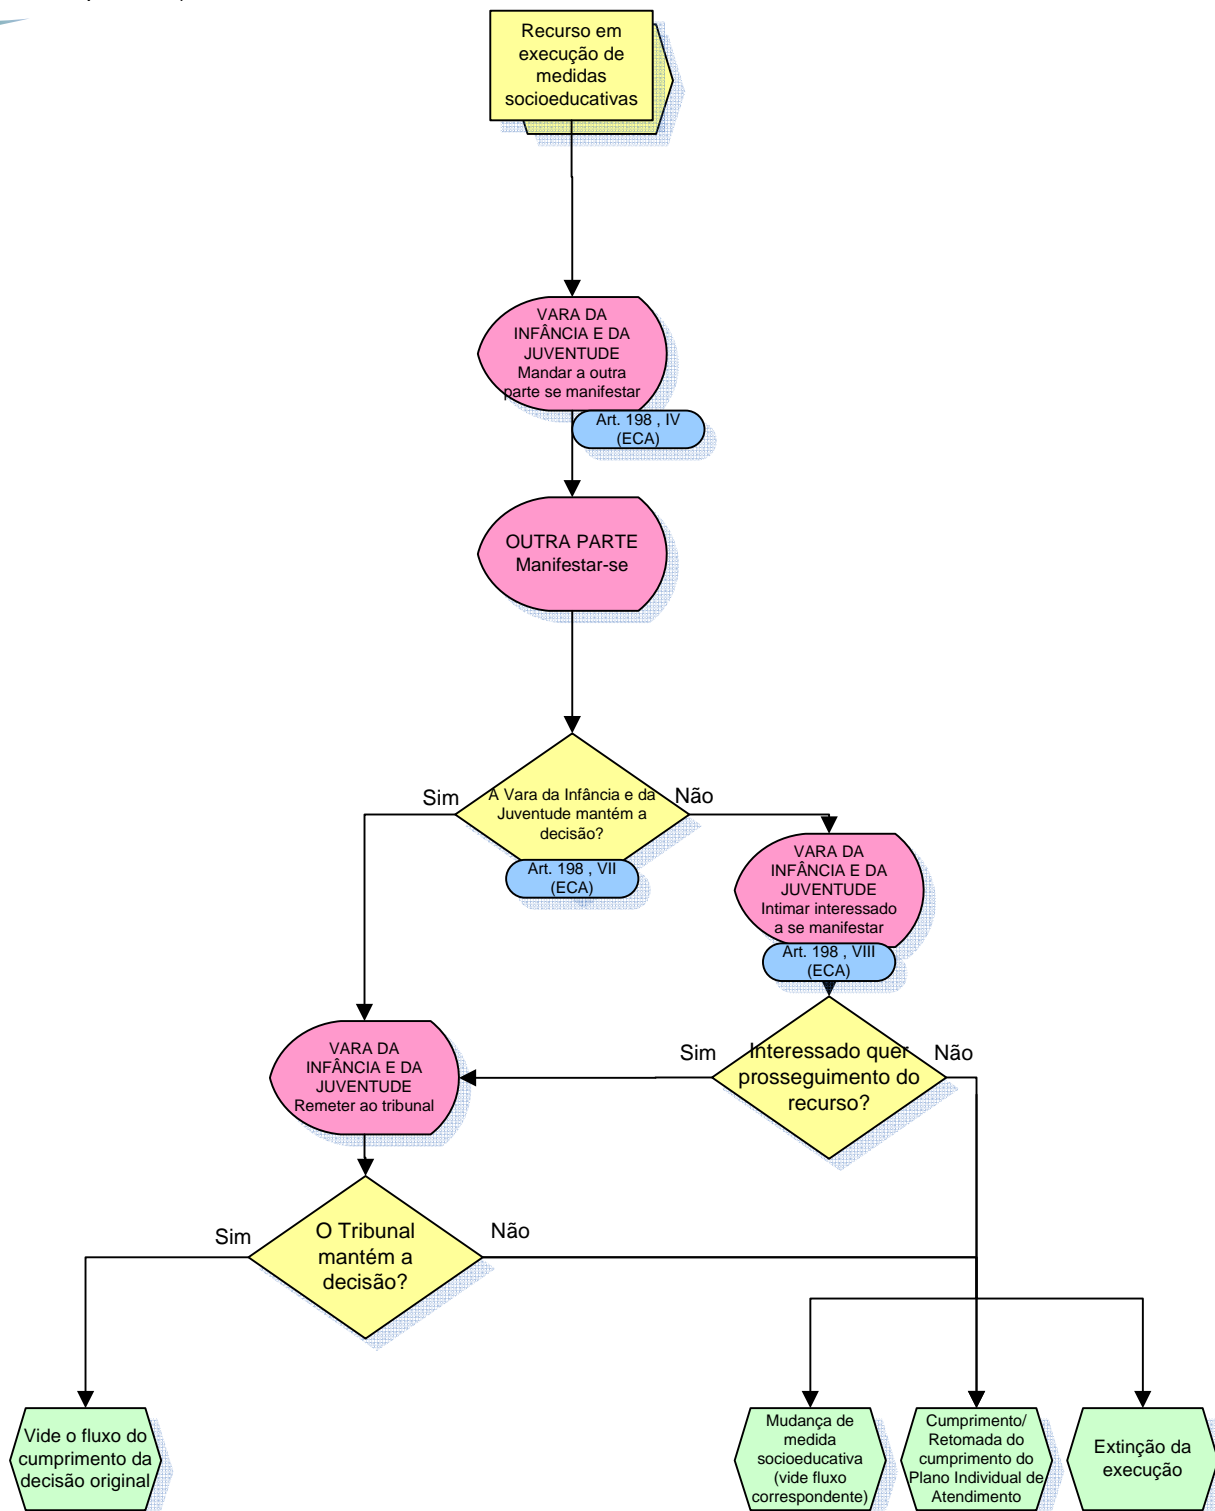 Recurso em
execução de
medidas
socioeducativas
VARA DA
INFÂNCIA E DA
JUVENTUDE
Mandar a outra
parte se manifestar
Art. 198 , IV
(ECA)
OUTRA PARTE
Manifestar-se
Sim
A Vara da Infância e da
Juventude mantém a
decisão?
Não
Art. 198 , VII
(ECA)
VARA DA
INFÂNCIA E DA
JUVENTUDE
Intimar interessado
a se manifestar
Art. 198 , VIII
(ECA)
VARA DA
INFÂNCIA E DA
JUVENTUDE
Remeter ao tribunal
Sim
Interessado quer
prosseguimento do
recurso?
Não
Sim
O Tribunal
mantém a
decisão?
Não
Vide o fluxo do
cumprimento da
decisão original
Mudança de
medida
socioeducativa
(vide fluxo
correspondente)
Cumprimento/
Retomada do
cumprimento do
Plano Individual de
Atendimento
Extinção da
execução